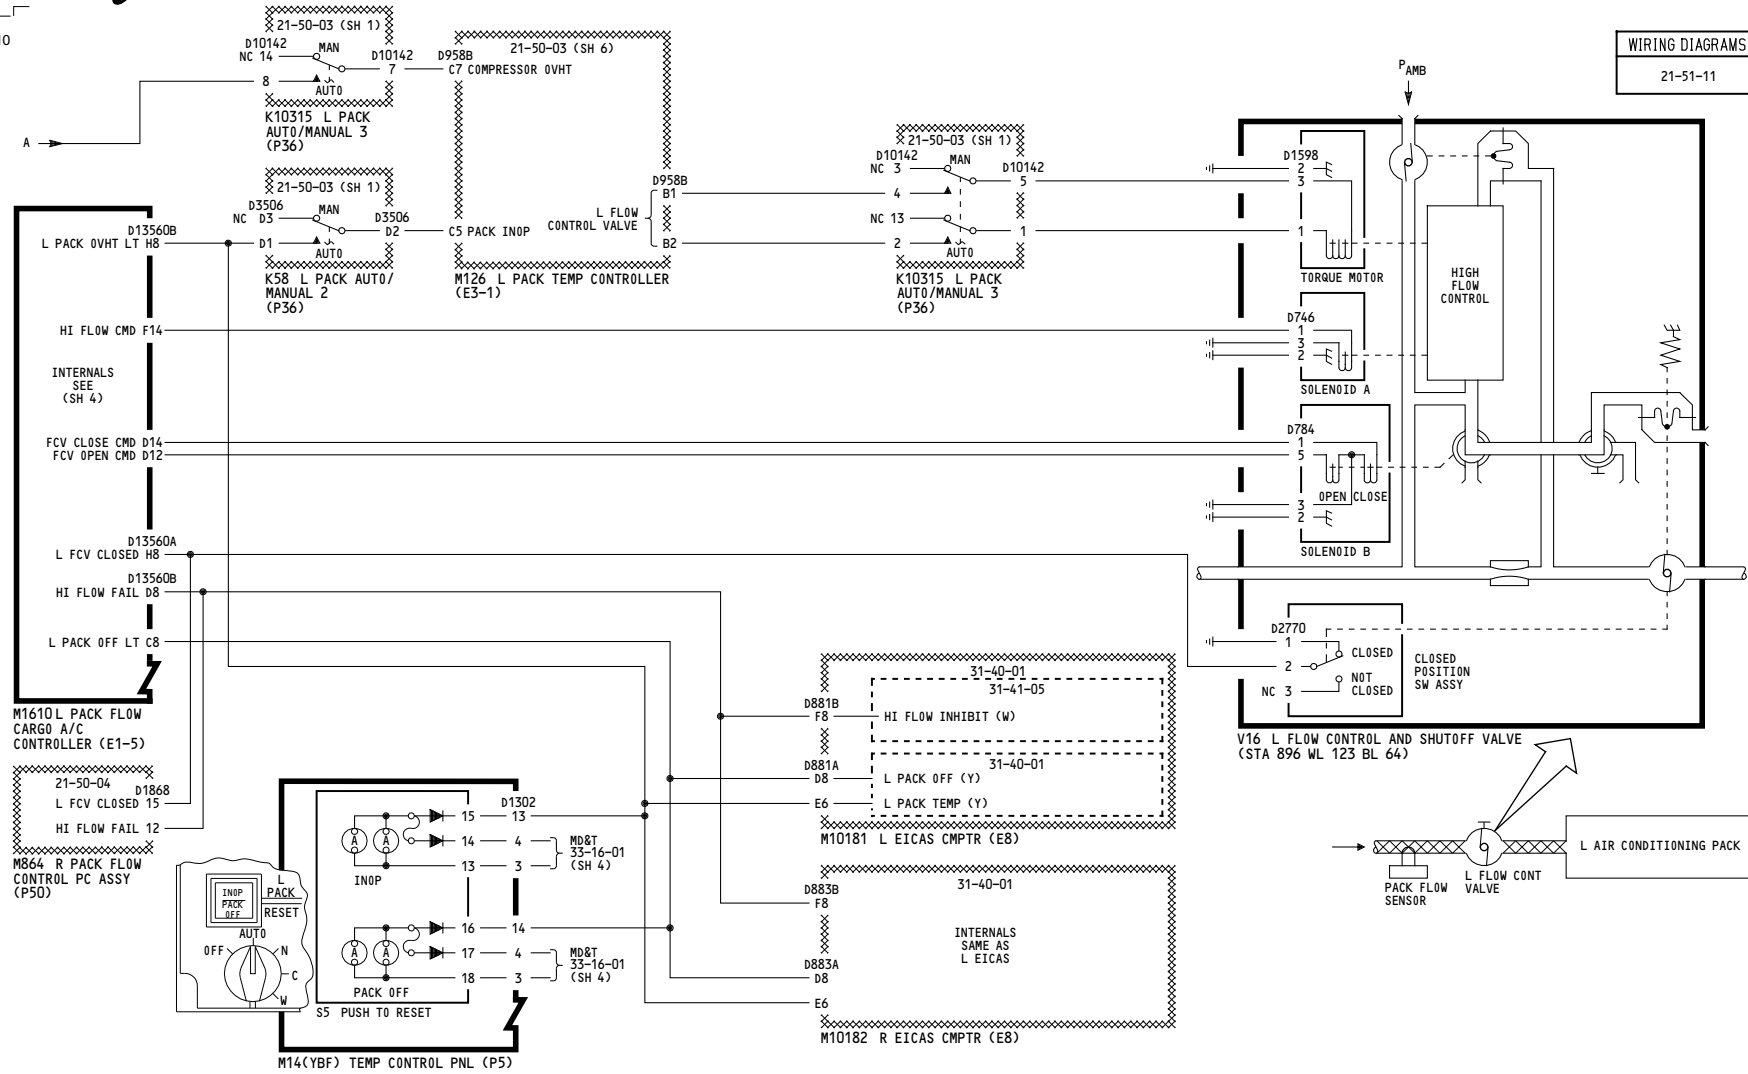 10
WIRING DIAGRAMS
21-51-11
A
21-50-03 (SH 1)
D10142
NC 14
MAN
8
AUTO
D10142
7
K10315 L PACK
AUTO/MANUAL 3
(P36)
21-50-03 (SH 1)
D3506
NC D3
MAN
D1
AUTO
D3506
D2
K58 L PACK AUTO/
MANUAL 2
(P36)
21-50-03 (SH 6)
D958B
C7 COMPRESSOR OVHT
C5 PACK INOP
L FLOW
CONTROL VALVE
D958B
B1
B2
M126 L PACK TEMP CONTROLLER
(E3-1)
21-50-03 (SH 1)
D10142
NC 3
MAN
4
NC 13
2
AUTO
D10142
5
1
K10315 L PACK
AUTO/MANUAL 3
(P36)
D13560B
L PACK OVHT LT H8
HI FLOW CMD F14
INTERNALS
SEE
(SH 4)
FCV CLOSE CMD D14
FCV OPEN CMD D12
D13560A
L FCV CLOSED H8
D13560B
HI FLOW FAIL D8
L PACK OFF LT C8
M1610 L PACK FLOW
CARGO A/C
CONTROLLER (E1-5)
21-50-04
D1868
L FCV CLOSED 15
HI FLOW FAIL 12
M864 R PACK FLOW
CONTROL PC ASSY
(P50)
INOP
PACK
OFF
L
PACK
RESET
AUTO
OFF
N
C
W
A
A
INOP
15
14
13
D1302
13
4
3
MD&T
33-16-01
(SH 4)
A
A
PACK OFF
16
17
18
14
4
3
MD&T
33-16-01
(SH 4)
S5 PUSH TO RESET
M14(YBF) TEMP CONTROL PNL (P5)
31-40-01
31-41-05
D881B
F8
HI FLOW INHIBIT (W)
31-40-01
D881A
D8
L PACK OFF (Y)
E6
L PACK TEMP (Y)
M10181 L EICAS CMPTR (E8)
31-40-01
D883B
F8
INTERNALS
SAME AS
L EICAS
D883A
D8
E6
M10182 R EICAS CMPTR (E8)
PAMB
D1598
2
3
1
TORQUE MOTOR
HIGH
FLOW
CONTROL
D746
1
3
2
SOLENOID A
D784
1
5
OPEN CLOSE
3
2
SOLENOID B
D2770
1
2
NC 3
CLOSED
NOT
CLOSED
CLOSED
POSITION
SW ASSY
V16 L FLOW CONTROL AND SHUTOFF VALVE
(STA 896 WL 123 BL 64)
L AIR CONDITIONING PACK
PACK FLOW
SENSOR
L FLOW CONT
VALVE